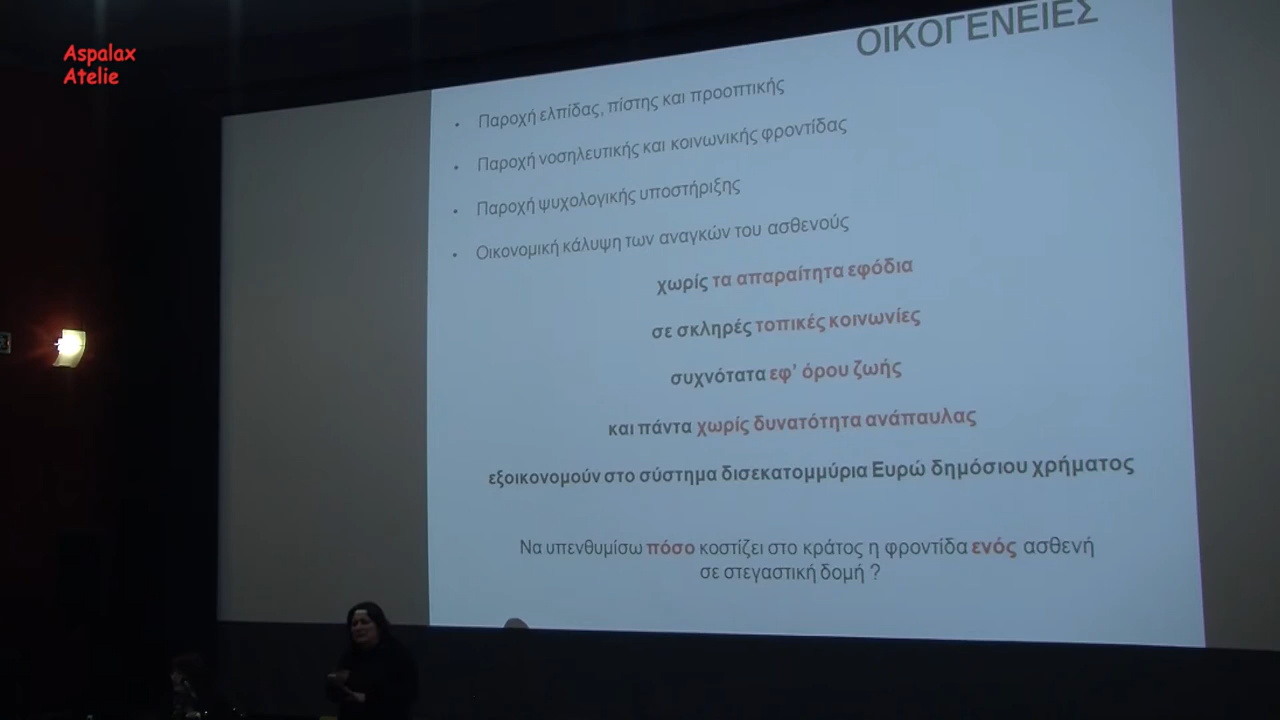 Aspalax
Atelie
ΟΙΚΟΓΕΝΕΙΕΣ
• Παροχή ελπίδας, πίστης και προοπτικής
• Παροχή νοσηλευτικής και κοινωνικής φροντίδας
• Παροχή ψυχολογικής υποστήριξης
• Οικονομική κάλυψη των αναγκών του ασθενούς
χωρίς τα απαραίτητα εφόδια
σε σκληρές τοπικές κοινωνίες
συχνότατα εφ' όρου ζωής
και πάντα χωρίς δυνατότητα ανάπαυλας
εξοικονομούν στο σύστημα δισεκατομμύρια Ευρώ δημόσιου χρήματος
Να υπενθυμίσω πόσο κοστίζει στο κράτος η φροντίδα ενός ασθενή
σε στεγαστική δομή ?